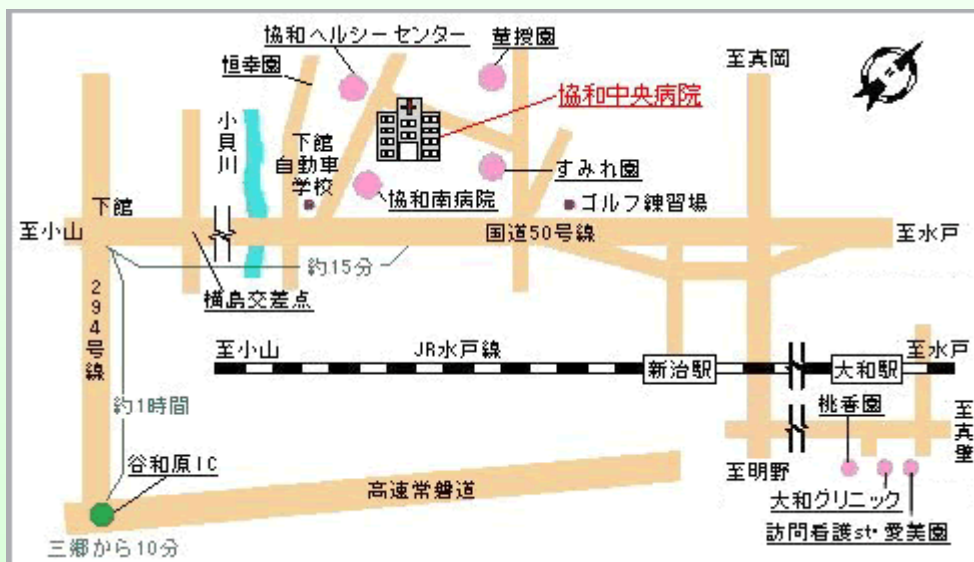 協和ヘルシーセンター
華授園
恒幸園
至真岡
協和中央病院
小貝川
下館
自動車
学校
すみれ園
協和南病院
ゴルフ練習場
下館
至小山
国道50号線
至水戸
約15分
横島交差点
294号線
至小山
JR水戸線
新治駅
大和駅
至水戸
約1時間
桃香園
至真壁
谷和原IC
高速常磐道
至明野
大和クリニック
訪問看護st・愛美園
三郷から10分